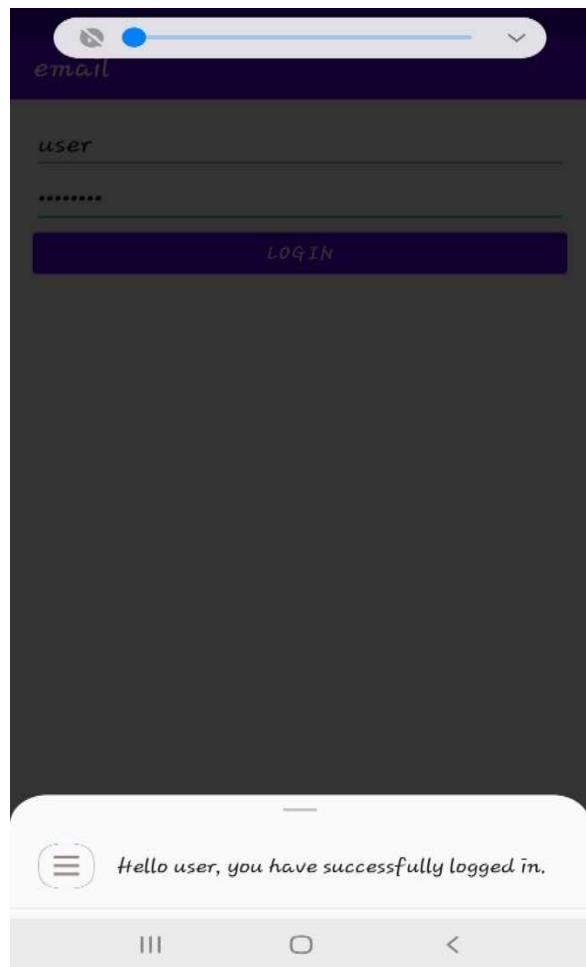 email
user
••••••••
LOGIN
Hello user, you have successfully logged in.